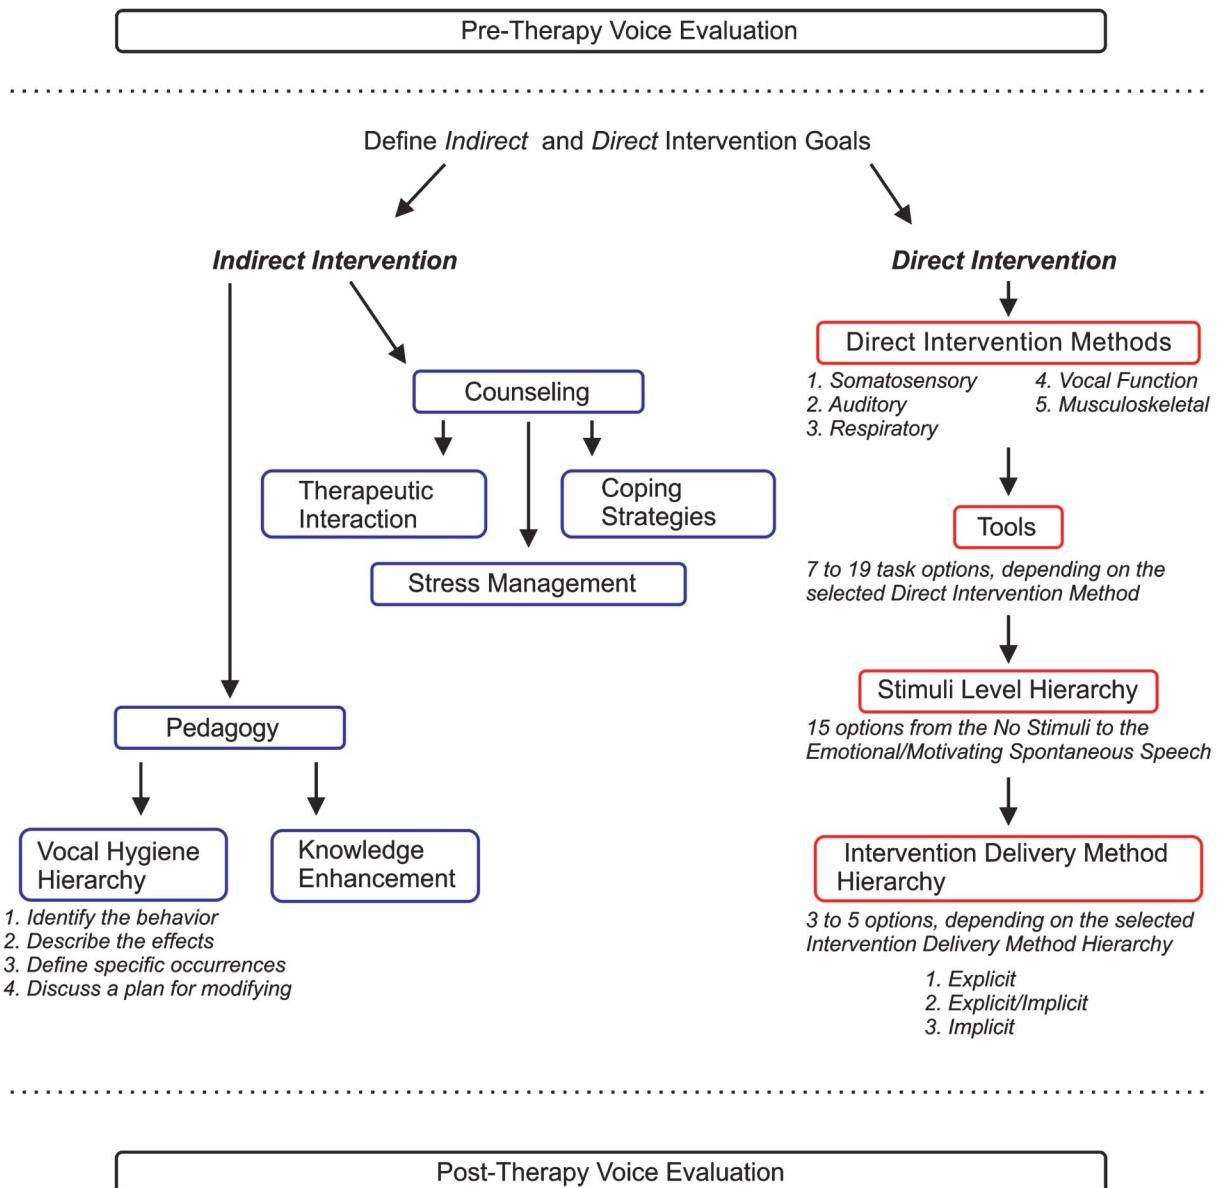 Pre-Therapy Voice Evaluation
Define Indirect and Direct Intervention Goals
Indirect Intervention
Counseling
Therapeutic
Interaction
Coping
Strategies
Stress Management
Pedagogy
Vocal Hygiene
Hierarchy
1. Identify the behavior
2. Describe the effects
3. Define specific occurrences
4. Discuss a plan for modifying
Knowledge
Enhancement
Direct Intervention
Direct Intervention Methods
1. Somatosensory
2. Auditory
3. Respiratory
4. Vocal Function
5. Musculoskeletal
Tools
7 to 19 task options, depending on the
selected Direct Intervention Method
Stimuli Level Hierarchy
15 options from the No Stimuli to the
Emotional/Motivating Spontaneous Speech
Intervention Delivery Method
Hierarchy
3 to 5 options, depending on the selected
Intervention Delivery Method Hierarchy
1. Explicit
2. Explicit/Implicit
3. Implicit
Post-Therapy Voice Evaluation